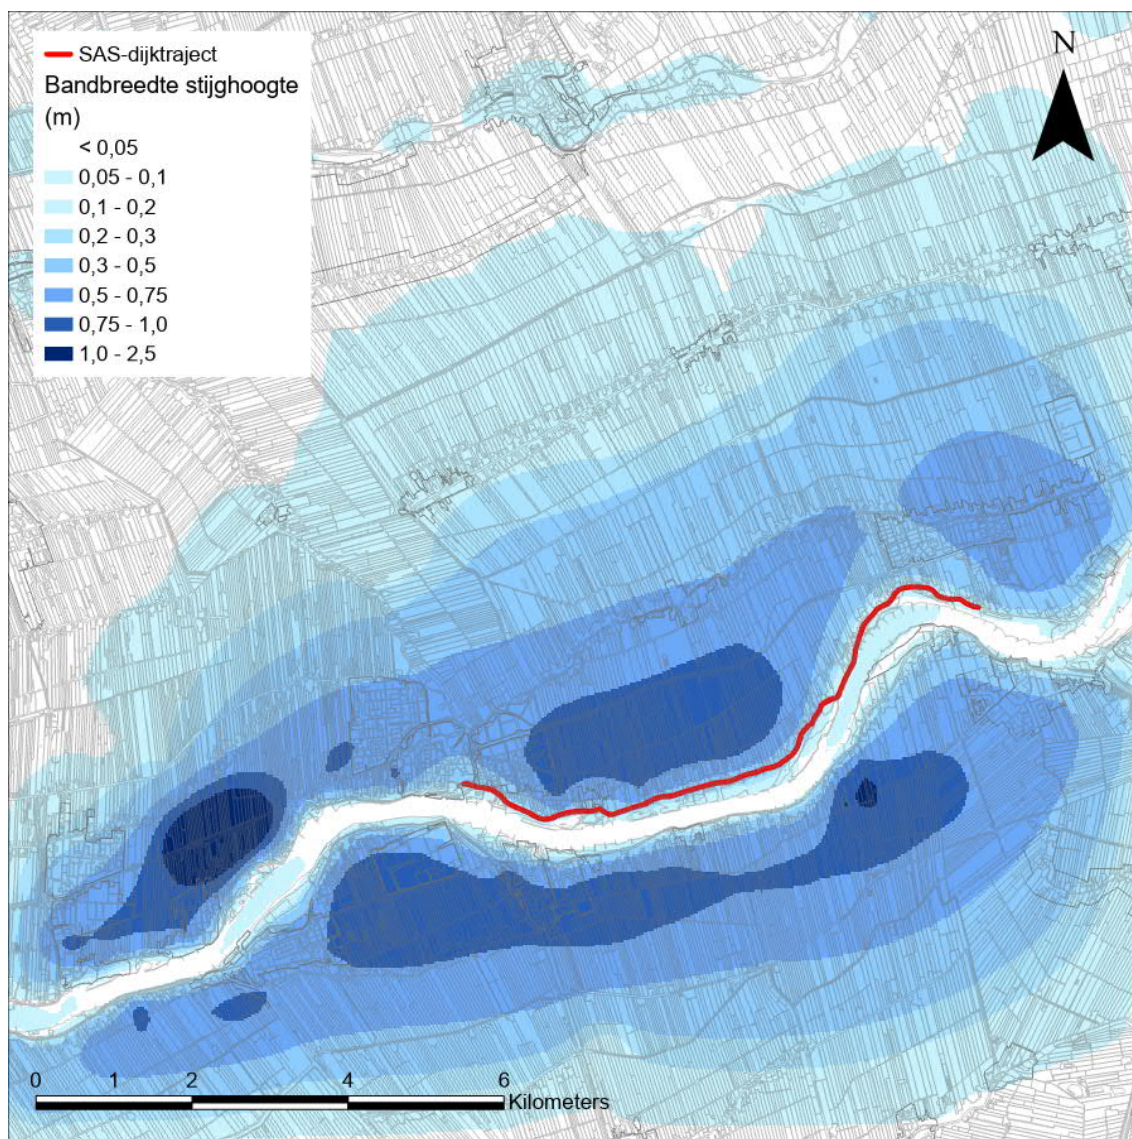 SAS-dijktraject
Bandbreedte stijghoogte
(m)
< 0,05
0,05 - 0,1
0,1 - 0,2
0,2 - 0,3
0,3 - 0,5
0,5 - 0,75
0,75 - 1,0
1,0 - 2,5
N
0 1 2 4 6
Kilometers